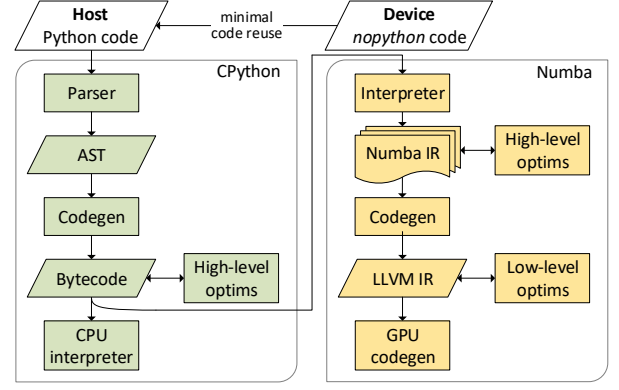 Host
Python code
minimal
code reuse
Device
nopython code
CPython
Parser
AST
Codegen
Bytecode
High-level
optims
CPU
interpreter
Numba
Interpreter
Numba IR
High-level
optims
Codegen
LLVM IR
Low-level
optims
GPU
codegen